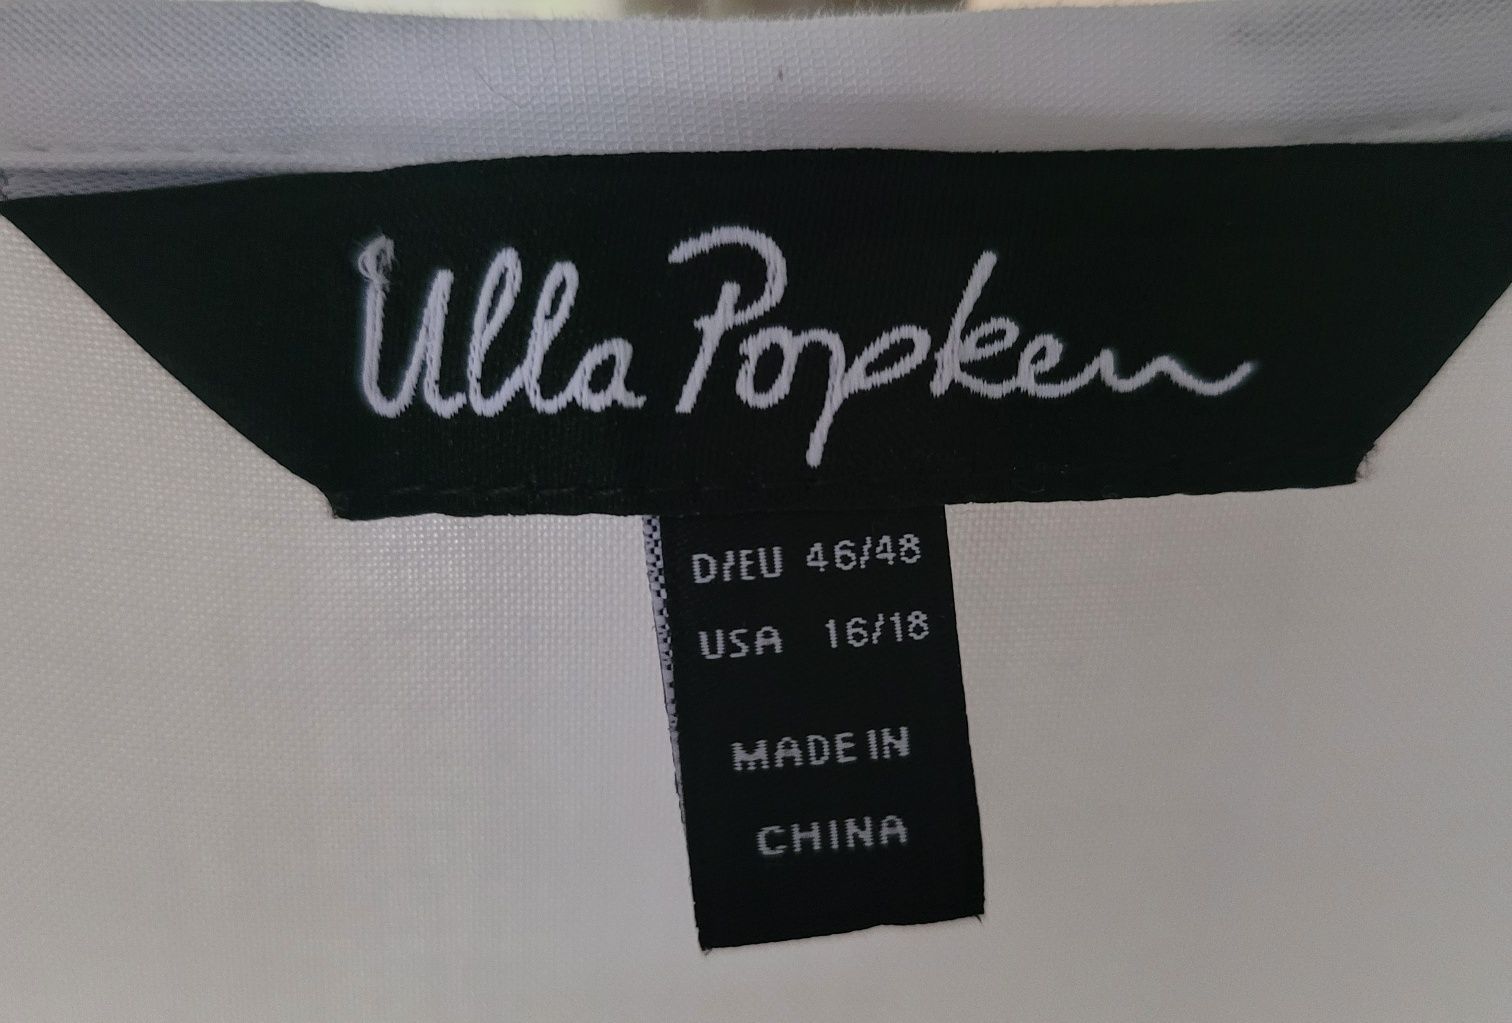 Ulla Popken
D/EU 46/48
USA 16/18
MADE IN
CHINA